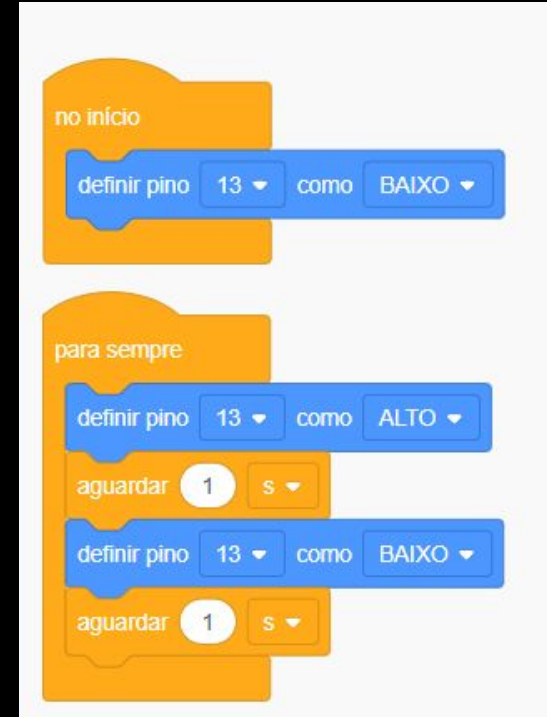 no início
definir pino 13 como BAIXO
para sempre
definir pino 13 como ALTO
aguardar 1 s
definir pino 13 como BAIXO
aguardar 1 s